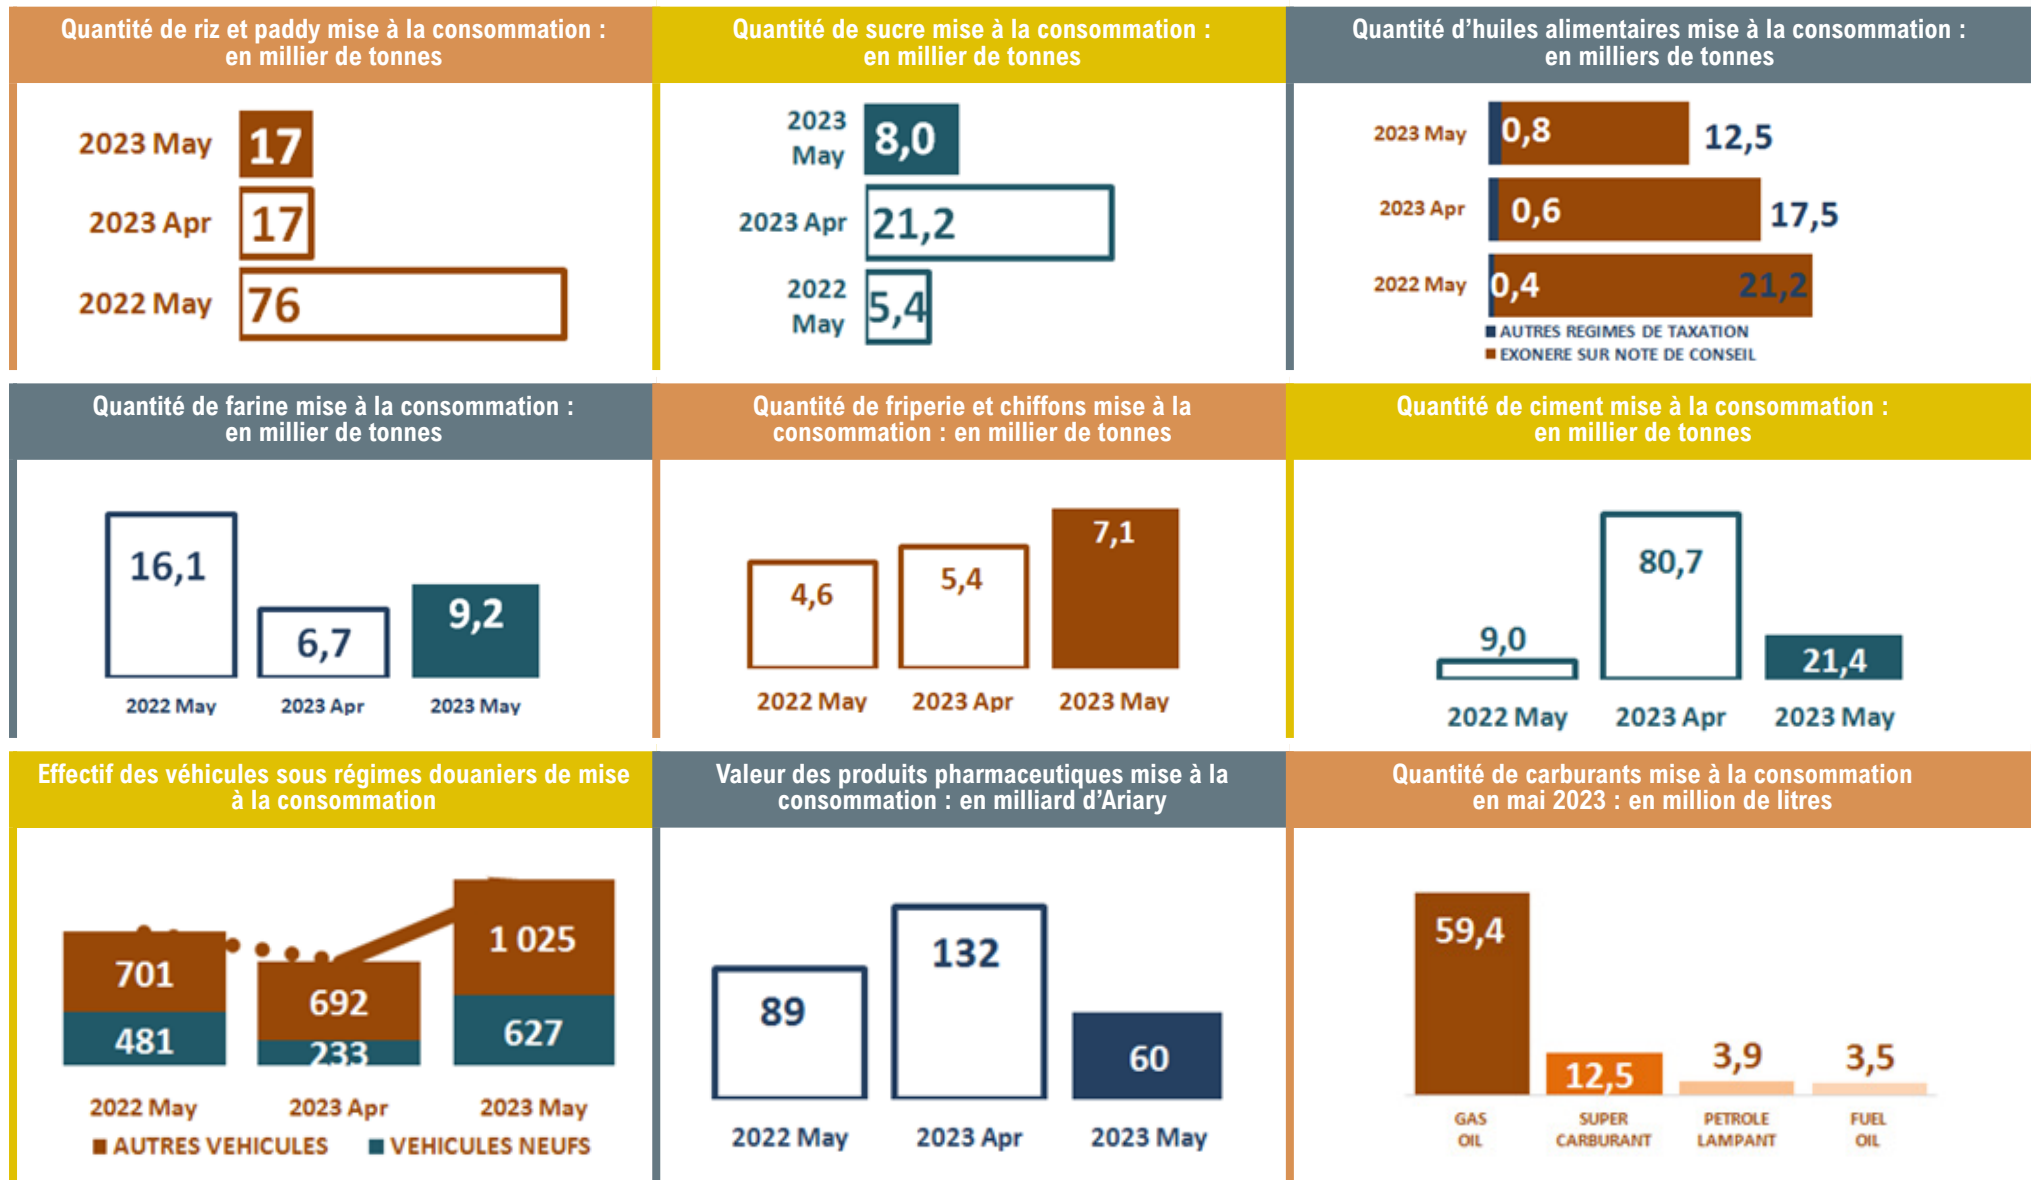 Quantité de riz et paddy mise à la consommation :
en millier de tonnes
2023 May
17
2023 Apr
17
2022 May
76
Quantité de sucre mise à la consommation :
en millier de tonnes
2023
May
8,0
2023 Apr
21,2
2022
May
5,4
Quantité d'huiles alimentaires mise à la consommation :
en milliers de tonnes
2023 May
0,8
12,5
2023 Apr
0,6
17,5
2022 May
0,4
21,2
AUTRES REGIMES DE TAXATION
EXONERE SUR NOTE DE CONSEIL
Quantité de farine mise à la consommation :
en millier de tonnes
16,1
6,7
9,2
2022 May
2023 Apr
2023 May
Quantité de friperie et chiffons mise à la
consommation : en millier de tonnes
4,6
5,4
7,1
2022 May
2023 Apr
2023 May
Quantité de ciment mise à la consommation :
en millier de tonnes
9,0
80,7
21,4
2022 May
2023 Apr
2023 May
Effectif des véhicules sous régimes douaniers de mise
à la consommation
701
692
1 025
481
233
627
2022 May
2023 Apr
2023 May
AUTRES VEHICULES
VEHICULES NEUFS
Valeur des produits pharmaceutiques mise à la
consommation : en milliard d'Ariary
89
132
60
2022 May
2023 Apr
2023 May
Quantité de carburants mise à la consommation
en mai 2023 : en million de litres
59,4
12,5
3,9
3,5
GAS
OIL
SUPER
CARBURANT
PETROLE
LAMPANT
FUEL
OIL